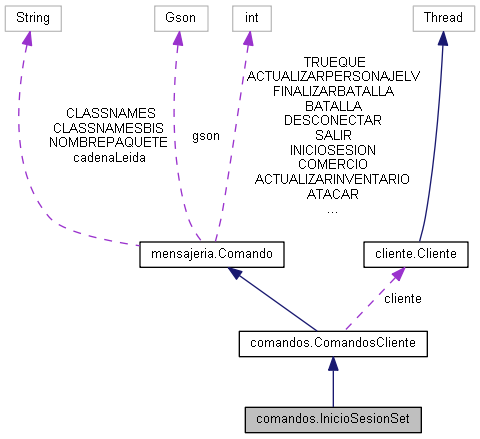 String
Gson
int
Thread
CLASSNAMES
CLASSNAMESBIS
NOMBREPAQUETE
cadenaLeida
gson
TRUEQUE
ACTUALIZARPERSONAJELV
FINALIZARBATALLA
BATALLA
DESCONECTAR
SALIR
INICIOSESION
COMERCIO
ACTUALIZARINVENTARIO
ATACAR
...
mensajeria.Comando
cliente.Cliente
cliente
comandos.ComandosCliente
comandos.InicioSesionSet